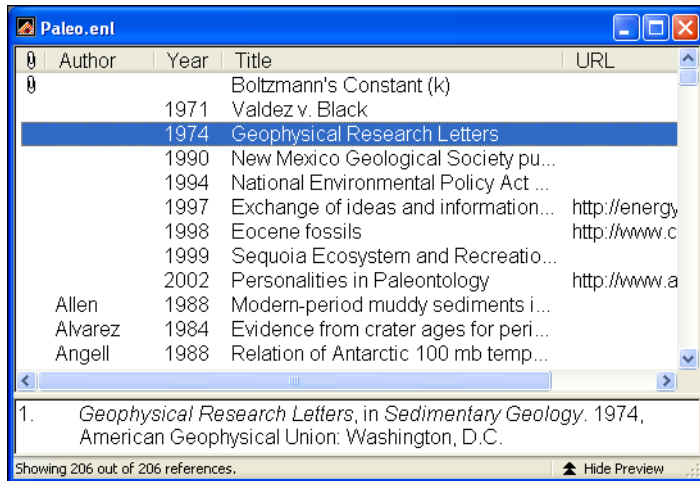 Paleo.enl
Author Year Title URL
Boltzmann's Constant (k)
1971 Valdez v. Black
1974 Geophysical Research Letters
1990 New Mexico Geological Society pu...
1994 National Environmental Policy Act ...
1997 Exchange of ideas and information... http://energy
1998 Eocene fossils http://www.c
1999 Sequoia Ecosystem and Recreatio...
2002 Personalities in Paleontology http://www.a
Allen 1988 Modern-period muddy sediments i...
Alvarez 1984 Evidence from crater ages for peri...
Angell 1988 Relation of Antarctic 100 mb temp...
1. Geophysical Research Letters, in Sedimentary Geology. 1974,
American Geophysical Union: Washington, D.C.
Showing 206 out of 206 references. Hide Preview